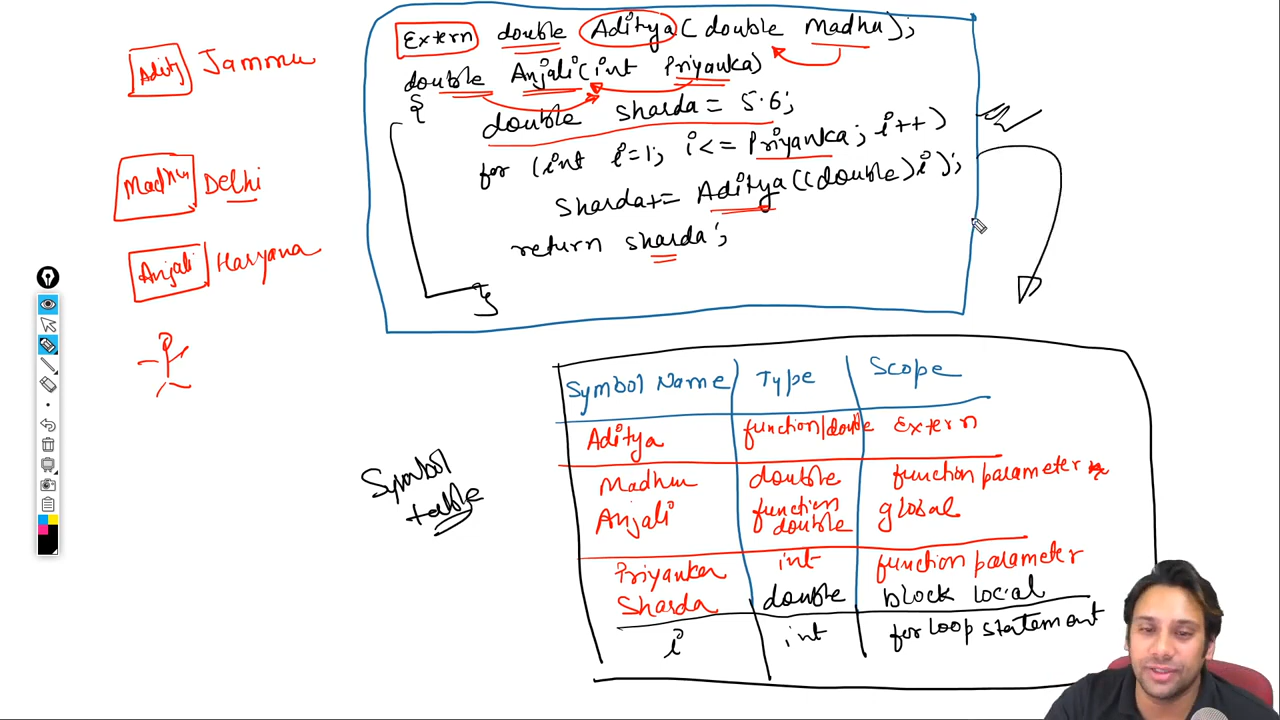 Extern double Aditya(double Madhu);
double Anjali(int Priyanka)
{
double sharda = 5.6;
for (int i=1; i<= Priyanka; i++)
Sharda+= Aditya((double)i);
return sharda;
}
Adity Jammu
Madhu Delhi
Anjali Haryana
Symbol table
Symbol Name Type Scope
Aditya function/double Extern
Madhu double function parameter
Anjali function double global
Priyanka int function parameter
Sharda double block local
i int for loop statement